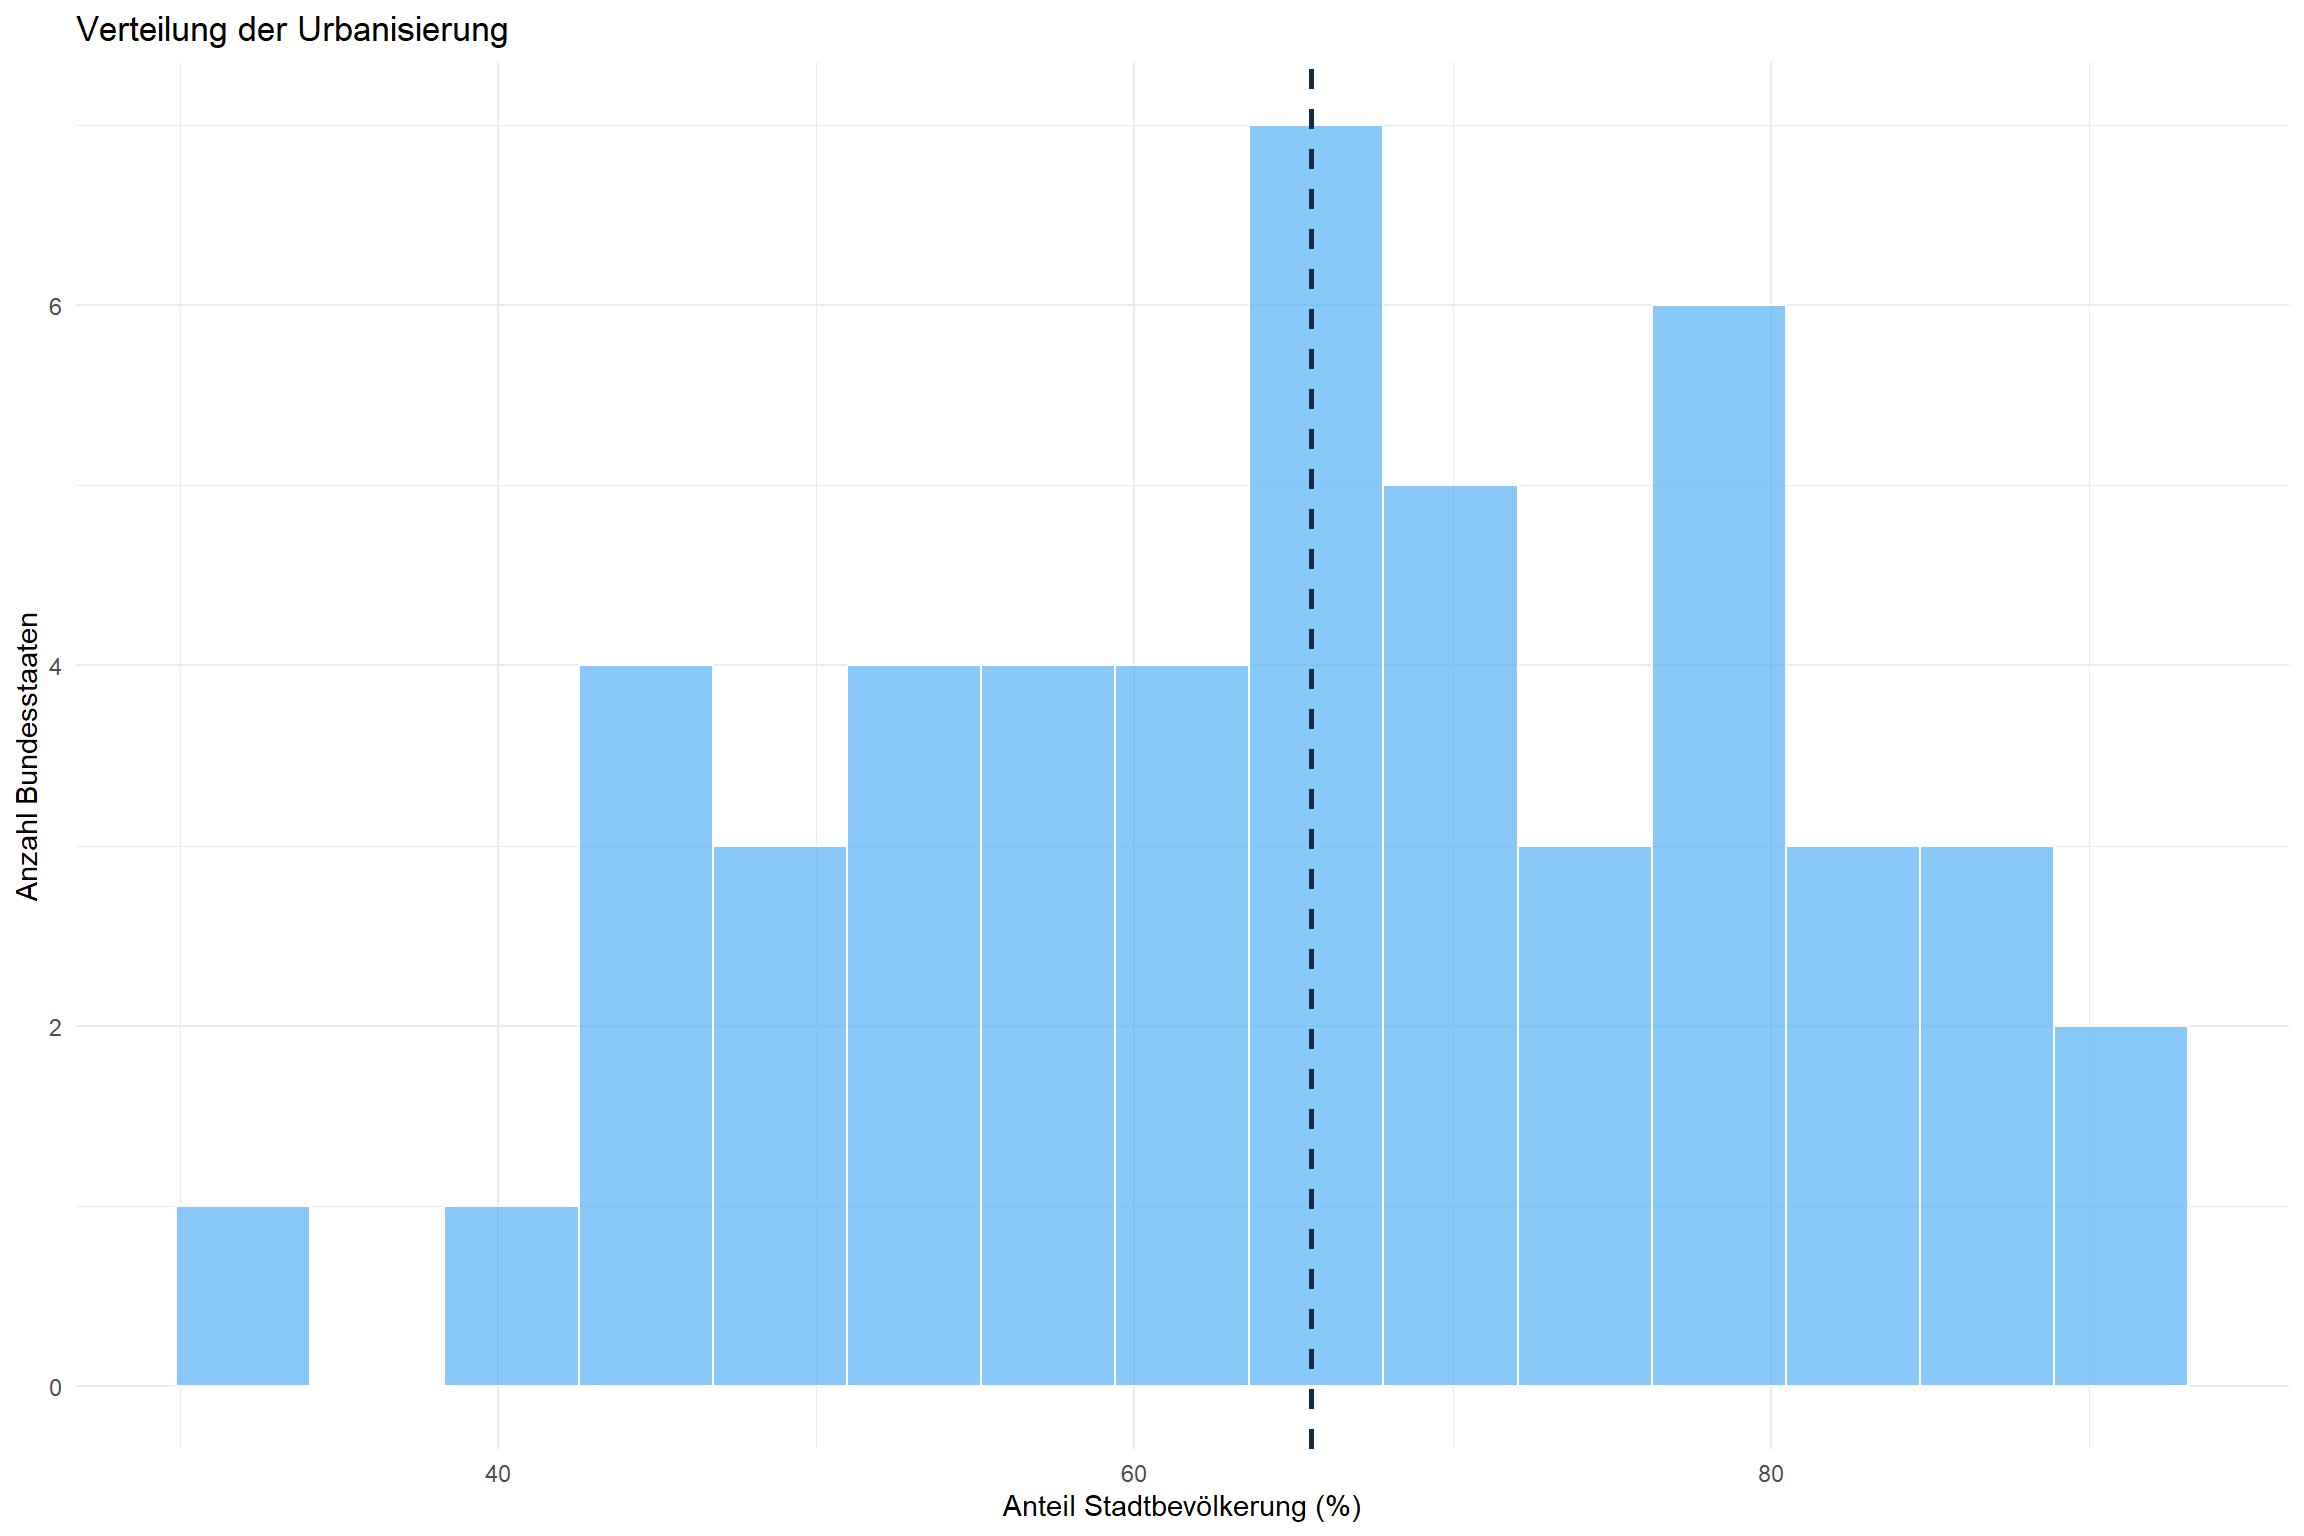 Verteilung der Urbanisierung
Anzahl Bundesstaaten
6
4
2
0
40
60
80
Anteil Stadtbevölkerung (%)